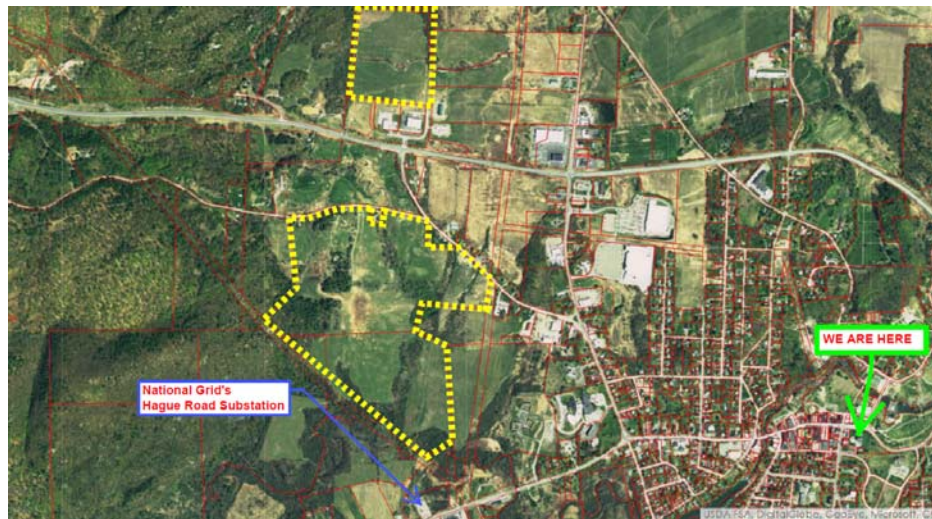 WE ARE HERE
National Grid's
Hague Road Substation
USDA FSA, DigitalGlobe, GeoEye, Microsoft, C